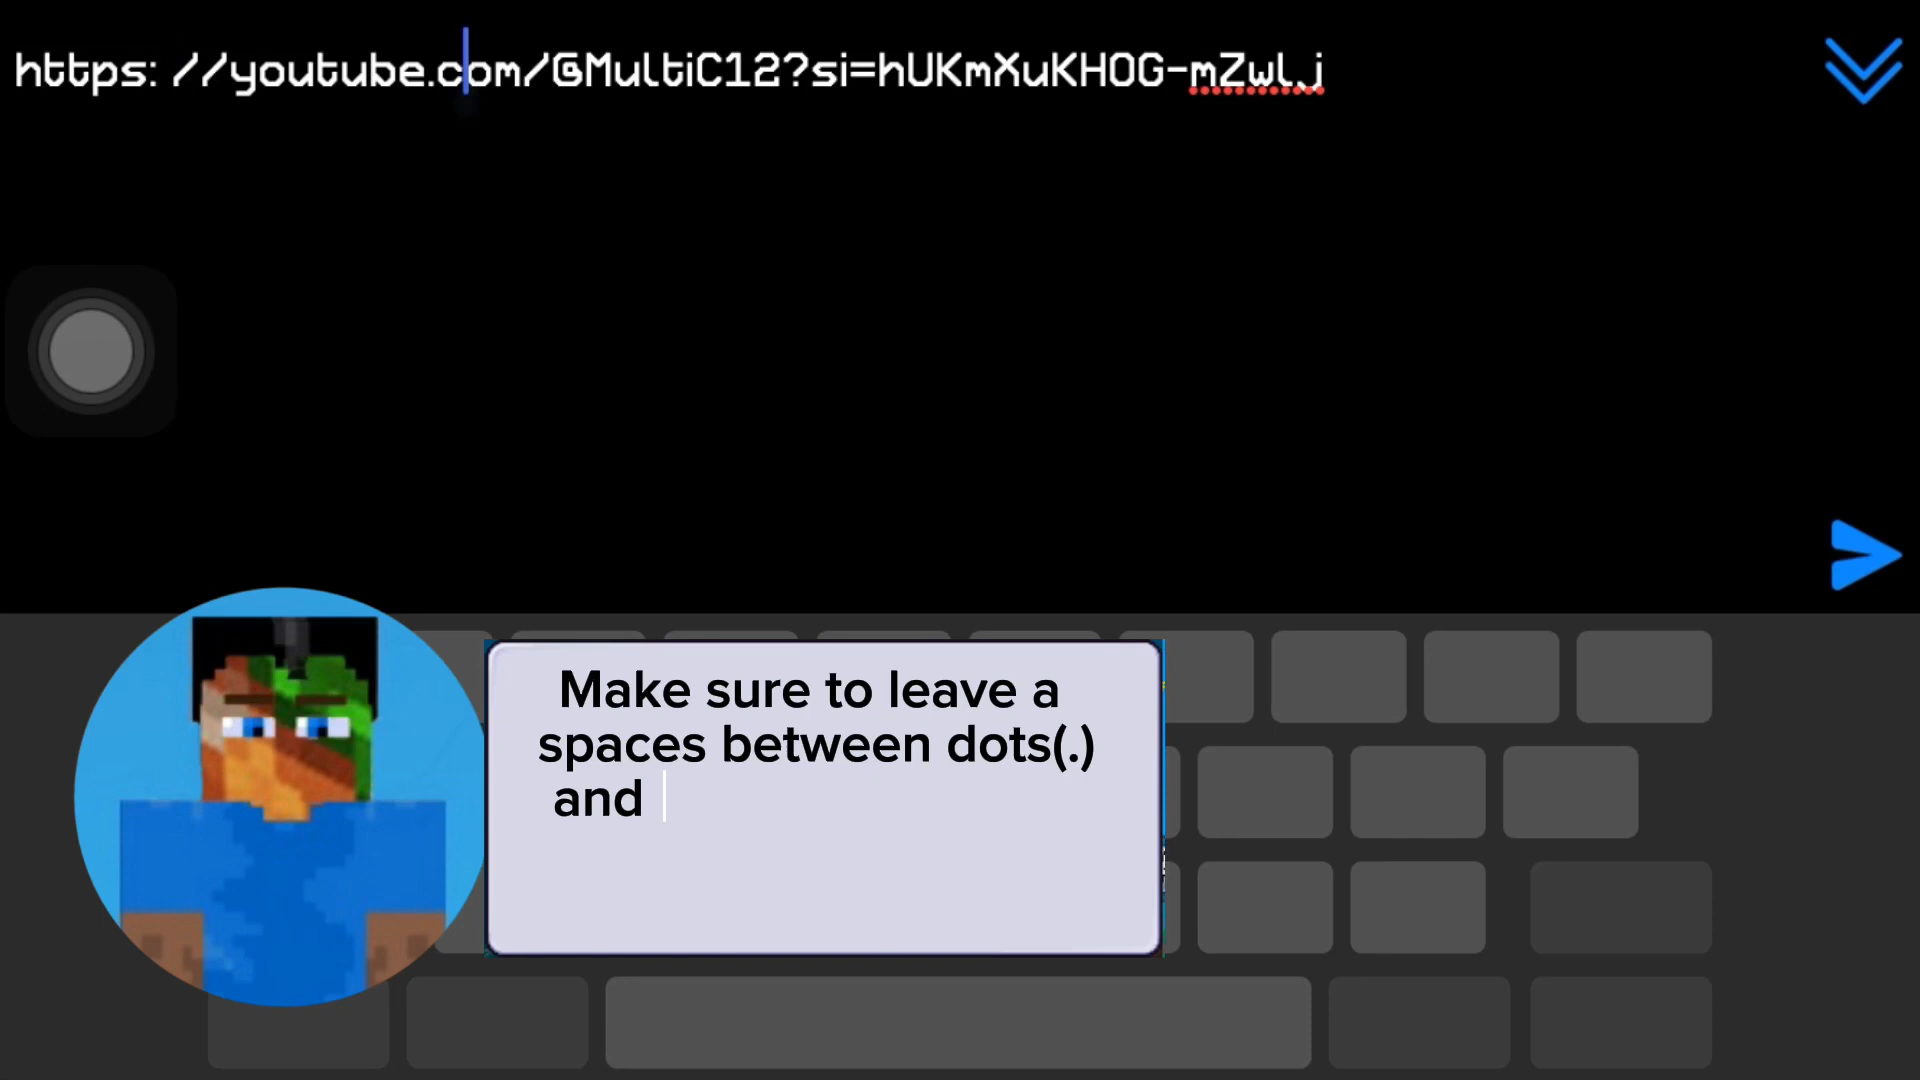 https: //youtube.com/@MultiC12?si=hUKmXuKHOG-mZwl.j
Make sure to leave a
spaces between dots(.)
and